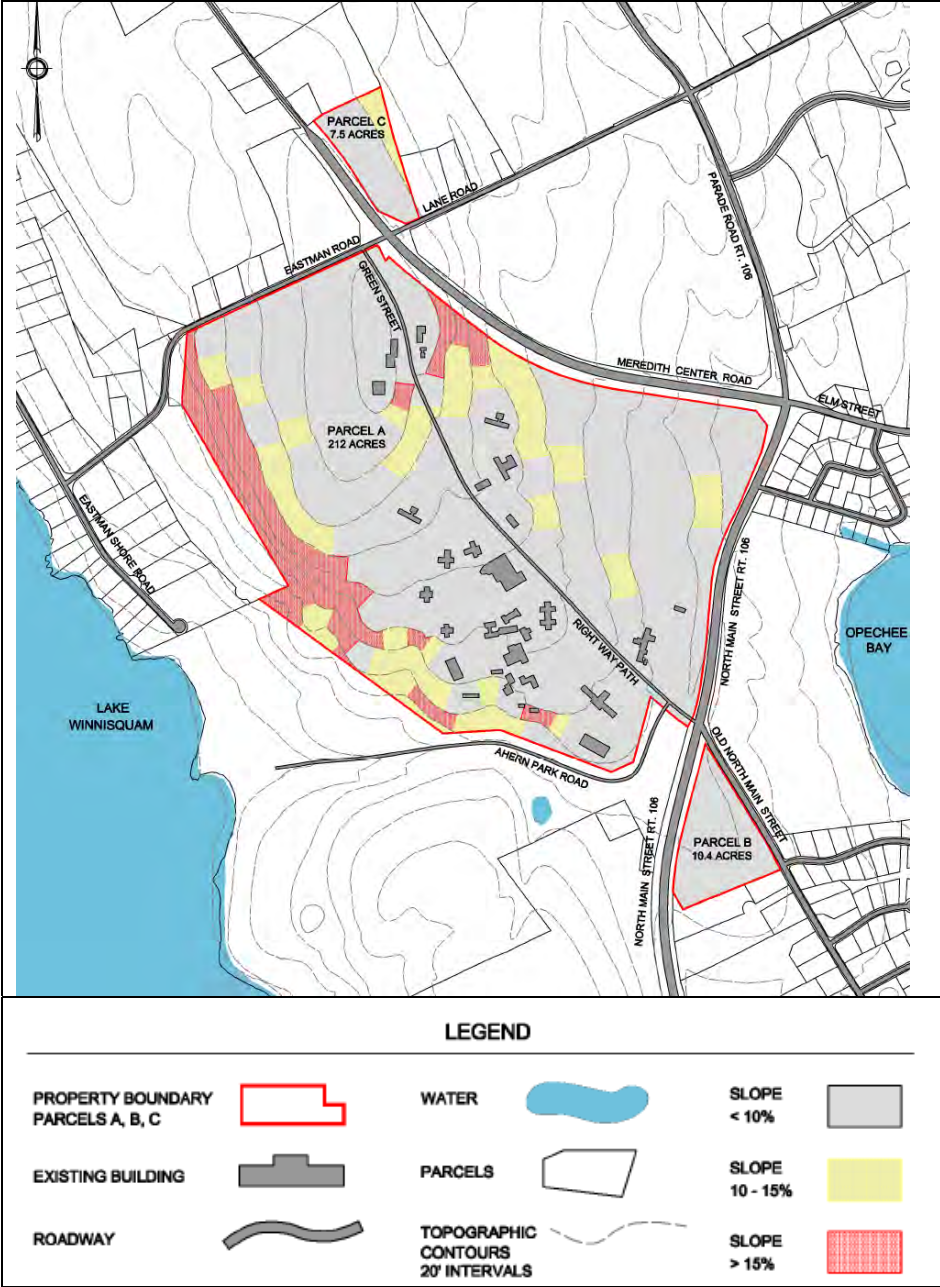 PARCEL C
7.5 ACRES
LANE ROAD
EASTMAN ROAD
GREEN STREET
PARADE ROAD RT. 106
MEREDITH CENTER ROAD
ELM STREET
PARCEL A
212 ACRES
EASTMAN SHORE ROAD
NORTH MAIN STREET RT. 106
RIGHT WAY PATH
OPECHEE
BAY
LAKE
WINNISQUAM
AHERN PARK ROAD
OLD NORTH MAIN STREET
PARCEL B
19.4 ACRES
NORTH MAIN STREET RT. 106
LEGEND
PROPERTY BOUNDARY
PARCELS A, B, C
WATER
SLOPE
< 10%
EXISTING BUILDING
PARCELS
SLOPE
10 - 15%
ROADWAY
TOPOGRAPHIC
CONTOURS
20' INTERVALS
SLOPE
> 15%